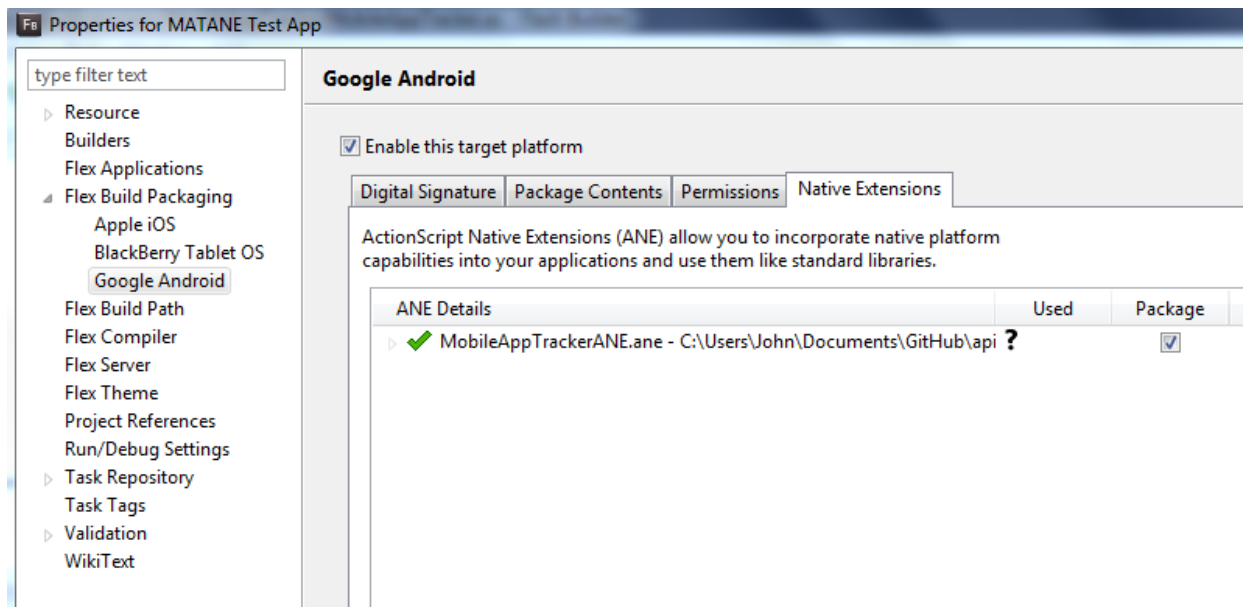 FB Properties for MATANE Test App
type filter text
Resource
Builders
Flex Applications
Flex Build Packaging
Apple iOS
BlackBerry Tablet OS
Google Android
Flex Build Path
Flex Compiler
Flex Server
Flex Theme
Project References
Run/Debug Settings
Task Repository
Task Tags
Validation
WikiText
Google Android
Enable this target platform
Digital Signature Package Contents Permissions Native Extensions
ActionScript Native Extensions (ANE) allow you to incorporate native platform
capabilities into your applications and use them like standard libraries.
ANE Details Used Package
MobileAppTrackerANE.ane - C:\Users\John\Documents\GitHub\api ?